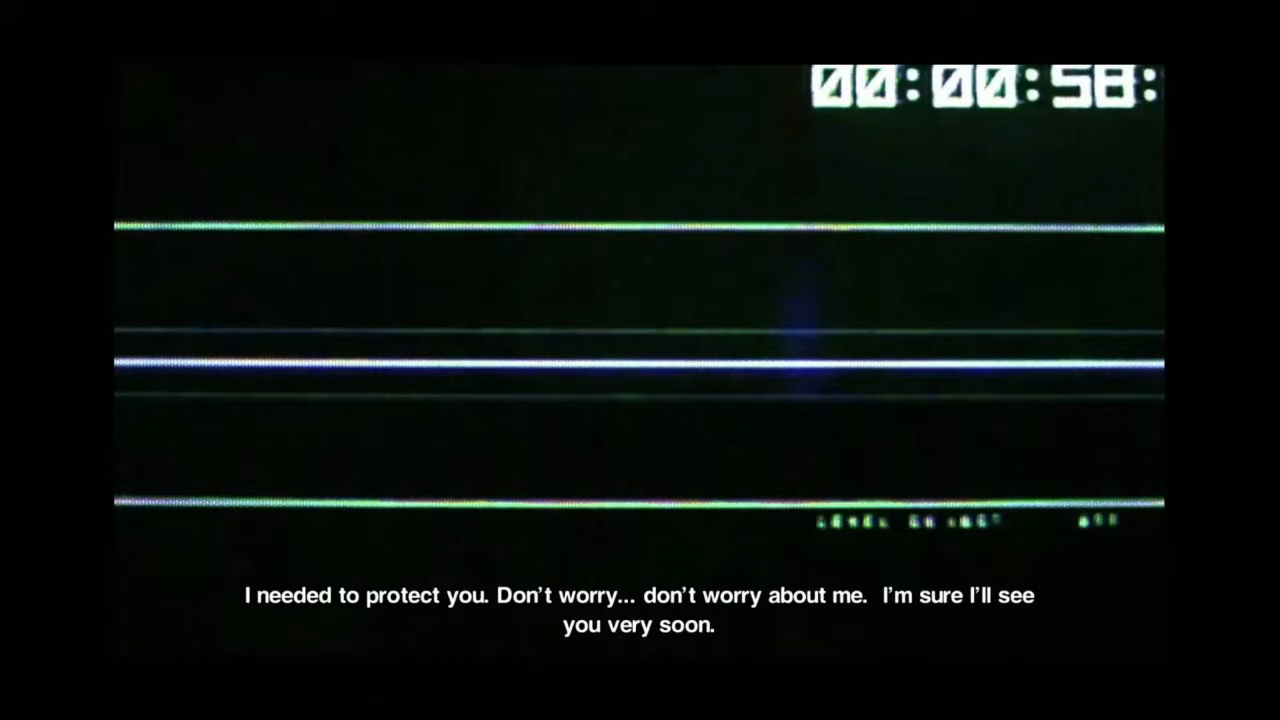 00:00:58:
I needed to protect you. Don't worry... don't worry about me.  I'm sure I'll see
you very soon.